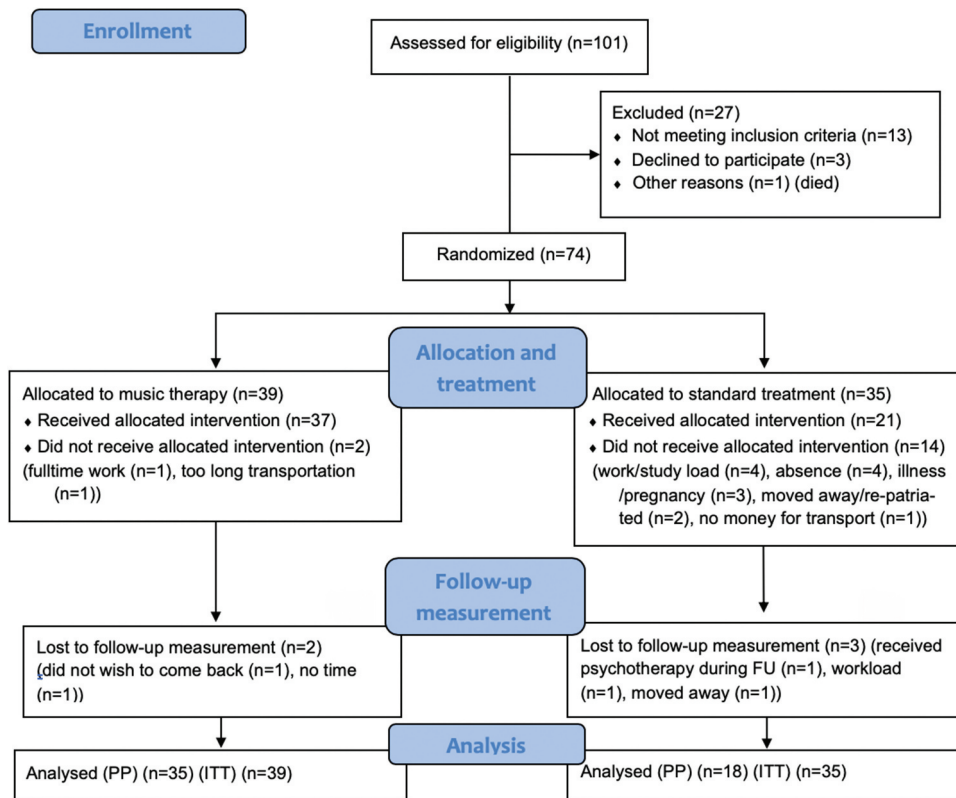 Enrollment
Assessed for eligibility (n=101)
Excluded (n=27)
♦ Not meeting inclusion criteria (n=13)
♦ Declined to participate (n=3)
♦ Other reasons (n=1) (died)
Randomized (n=74)
Allocation and
treatment
Allocated to music therapy (n=39)
♦ Received allocated intervention (n=37)
♦ Did not receive allocated intervention (n=2)
(fulltime work (n=1), too long transportation
(n=1))
Allocated to standard treatment (n=35)
♦ Received allocated intervention (n=21)
♦ Did not receive allocated intervention (n=14)
(work/study load (n=4), absence (n=4), illness
/pregnancy (n=3), moved away/re-patria-
ted (n=2), no money for transport (n=1))
Follow-up
measurement
Lost to follow-up measurement (n=2)
(did not wish to come back (n=1), no time
(n=1))
Lost to follow-up measurement (n=3) (received
psychotherapy during FU (n=1), workload
(n=1), moved away (n=1))
Analysis
Analysed (PP) (n=35) (ITT) (n=39)
Analysed (PP) (n=18) (ITT) (n=35)